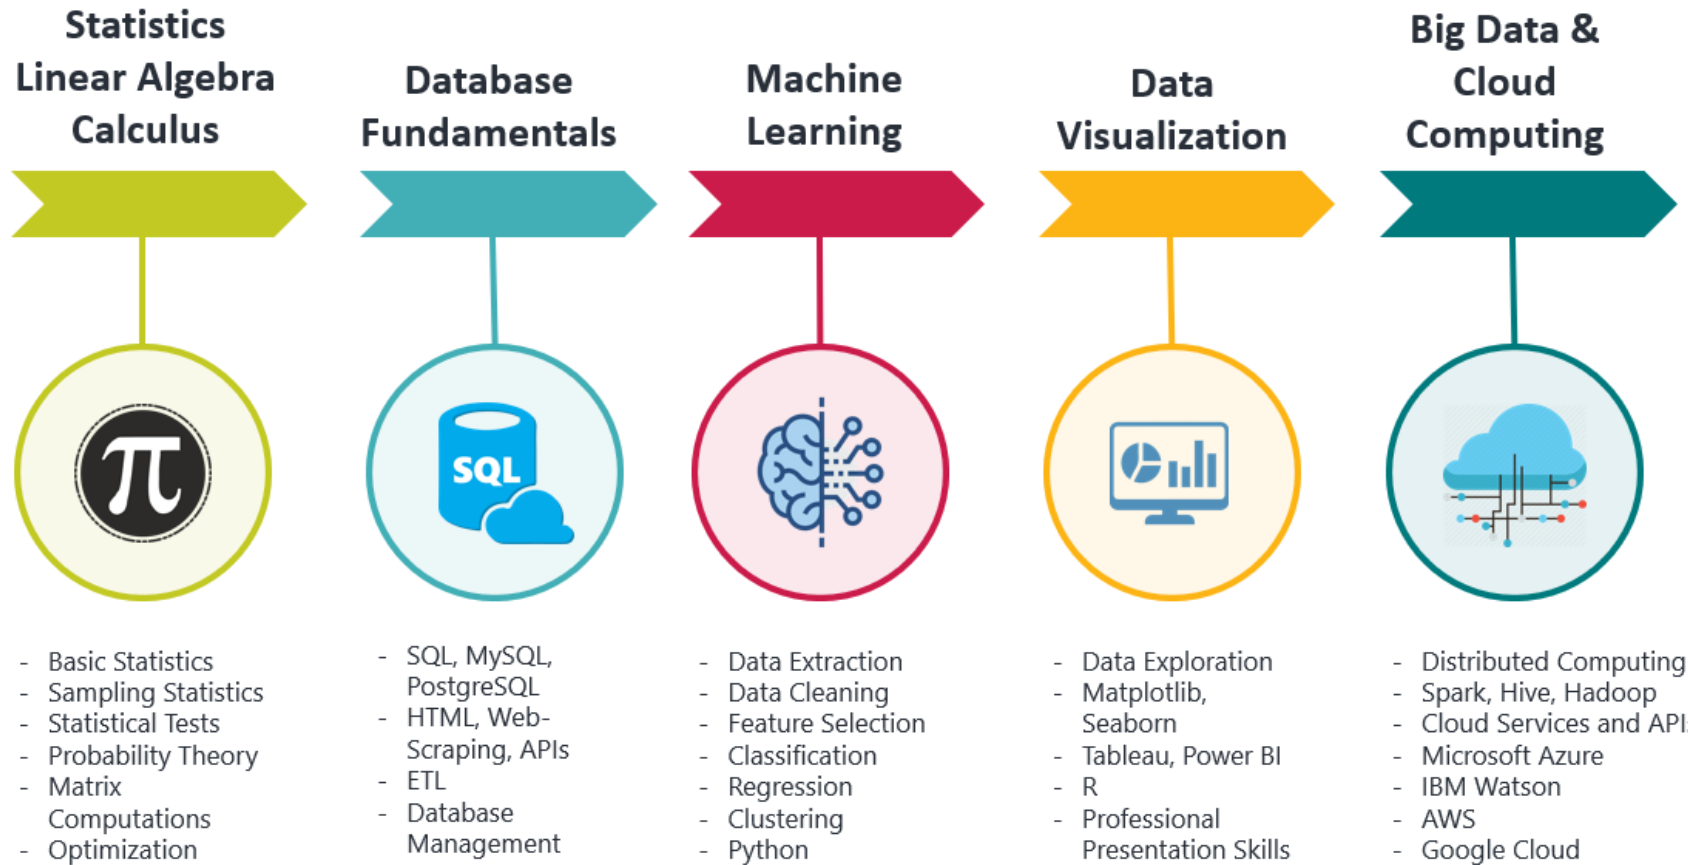 Statistics
Linear Algebra
Calculus
Database
Fundamentals
Machine
Learning
Data
Visualization
Big Data &
Cloud
Computing
π
SQL
- Basic Statistics
- Sampling Statistics
- Statistical Tests
- Probability Theory
- Matrix
Computations
- Optimization
- SQL, MySQL,
PostgreSQL
- HTML, Web-
Scraping, APIs
- ETL
- Database
Management
- Data Extraction
- Data Cleaning
- Feature Selection
- Classification
- Regression
- Clustering
- Python
- Data Exploration
- Matplotlib,
Seaborn
- Tableau, Power BI
- R
- Professional
Presentation Skills
- Distributed Computing
- Spark, Hive, Hadoop
- Cloud Services and API
- Microsoft Azure
- IBM Watson
- AWS
- Google Cloud